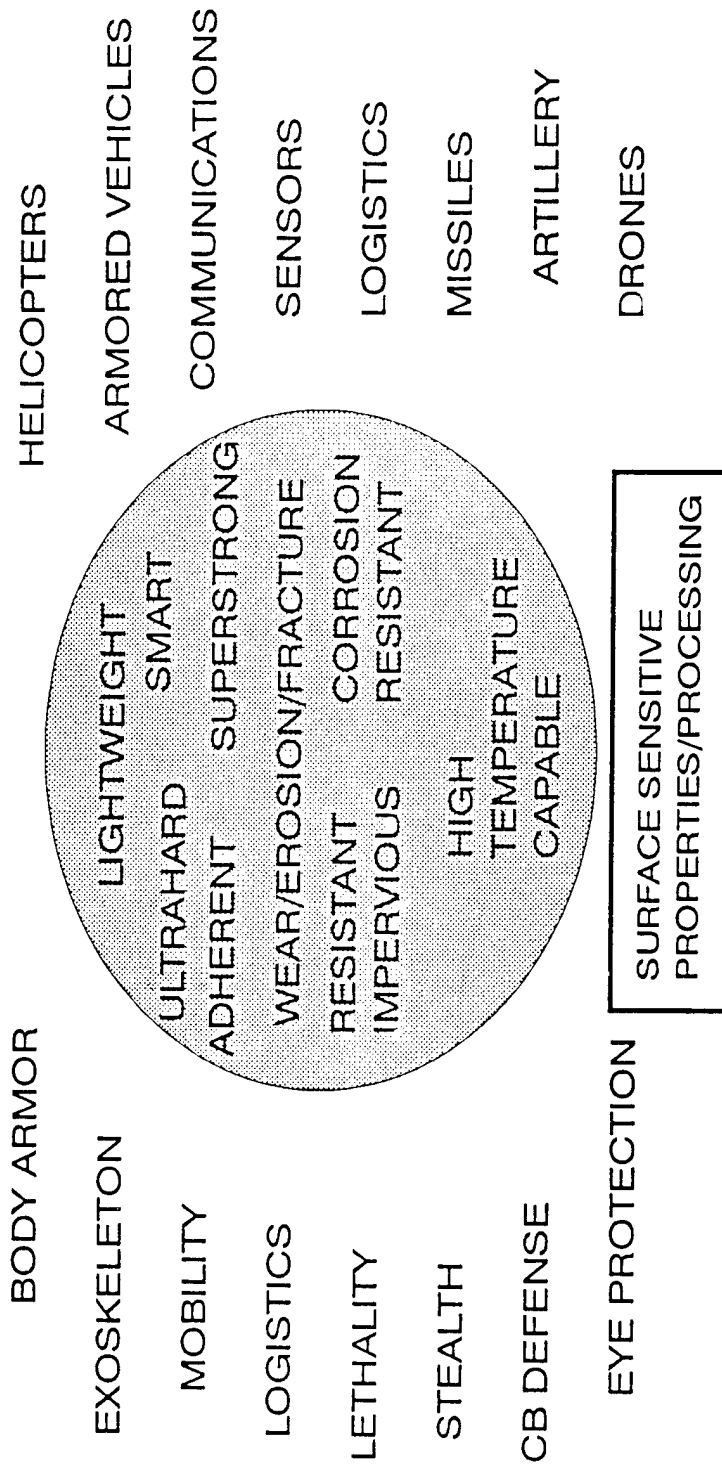 BODY ARMOR
EXOSKELETON
MOBILITY
LOGISTICS
LETHALITY
STEALTH
CB DEFENSE
EYE PROTECTION
LIGHTWEIGHT
ULTRAHARD SMART
ADHERENT SUPERSTRONG
WEAR/EROSION/FRACTURE
RESISTANT CORROSION
IMPERVIOUS RESISTANT
HIGH
TEMPERATURE
CAPABLE
SURFACE SENSITIVE
PROPERTIES/PROCESSING
HELICOPTERS
ARMORED VEHICLES
COMMUNICATIONS
SENSORS
LOGISTICS
MISSILES
ARTILLERY
DRONES